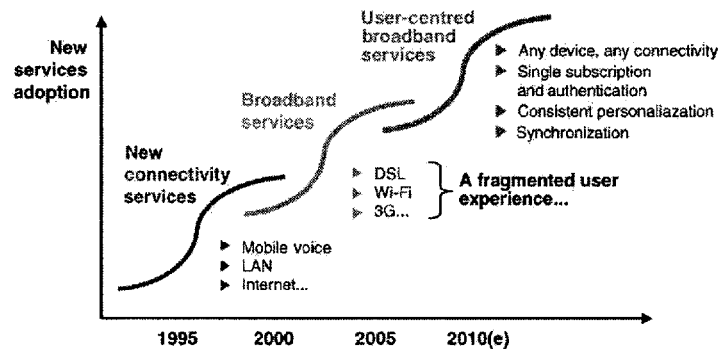 New
services
adoption
User-centred
broadband
services
Any device, any connectivity
Single subscription
and authentication
Consistent personaliazation
Synchronization
Broadband
services
New
connectivity
services
DSL
Wi-Fi
3G...
A fragmented user
experience...
Mobile voice
LAN
Internet...
1995 2000 2005 2010(e)